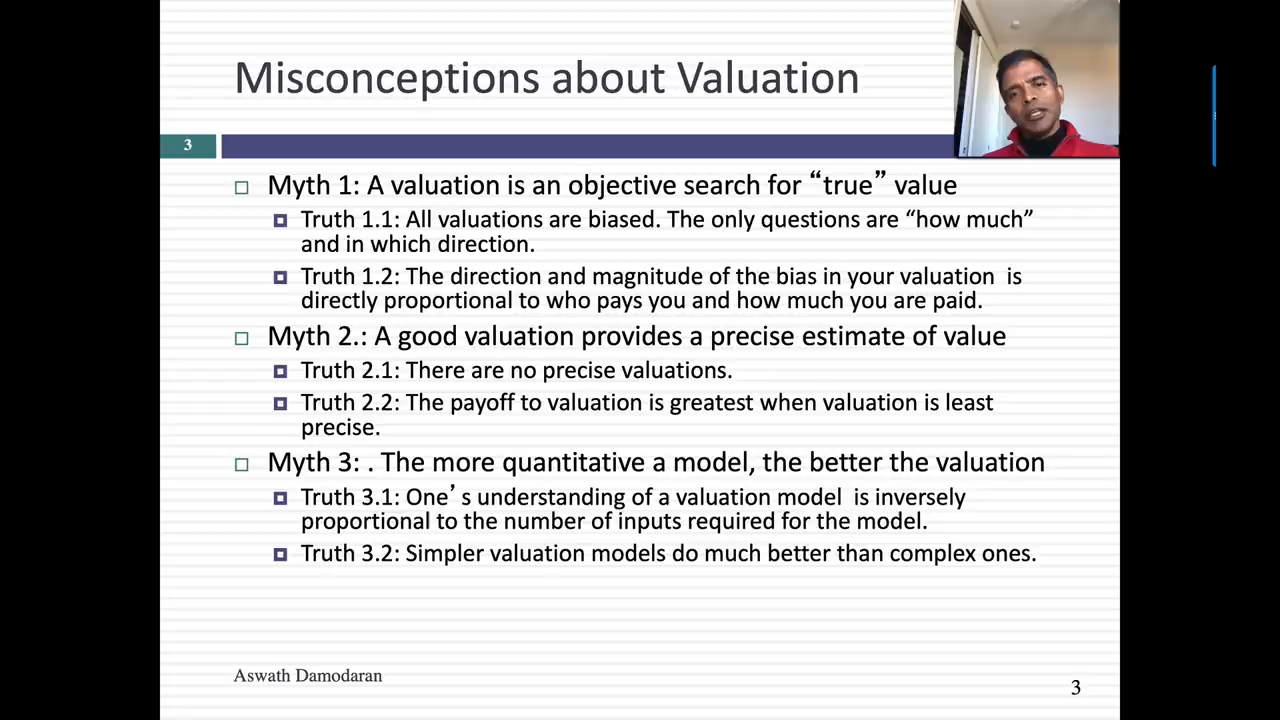 Misconceptions about Valuation
3
Myth 1: A valuation is an objective search for “true” value
Truth 1.1: All valuations are biased. The only questions are “how much”
and in which direction.
Truth 1.2: The direction and magnitude of the bias in your valuation  is
directly proportional to who pays you and how much you are paid.
Myth 2.: A good valuation provides a precise estimate of value
Truth 2.1: There are no precise valuations.
Truth 2.2: The payoff to valuation is greatest when valuation is least
precise.
Myth 3: . The more quantitative a model, the better the valuation
Truth 3.1: One’s understanding of a valuation model  is inversely
proportional to the number of inputs required for the model.
Truth 3.2: Simpler valuation models do much better than complex ones.
Aswath Damodaran
3